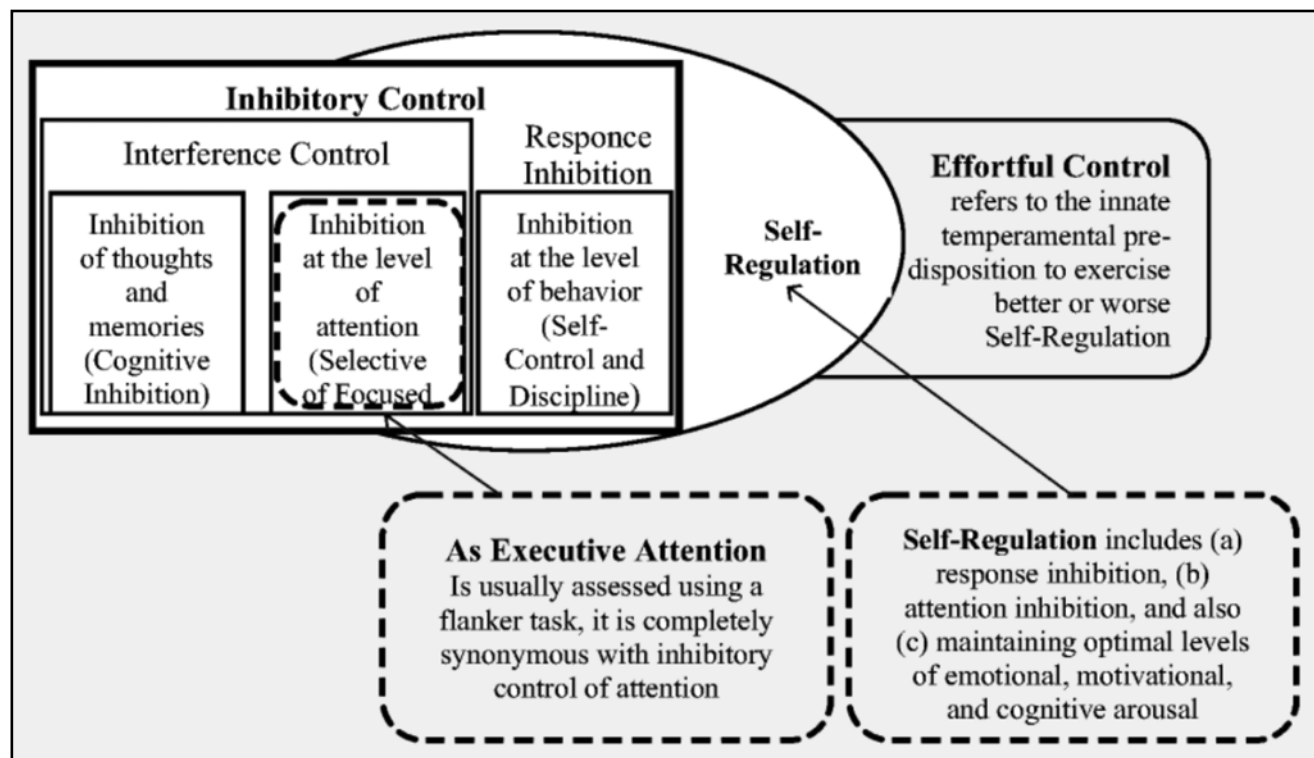 Inhibitory Control
Interference Control
Responce
Inhibition
Inhibition
of thoughts
and
memories
(Cognitive
Inhibition)
Inhibition
at the level
of
attention
(Selective
of Focused
Inhibition
at the level
of behavior
(Self-
Control and
Discipline)
Self-
Regulation
Effortful Control
refers to the innate
temperamental pre-
disposition to exercise
better or worse
Self-Regulation
As Executive Attention
Is usually assessed using a
flanker task, it is completely
synonymous with inhibitory
control of attention
Self-Regulation includes (a)
response inhibition, (b)
attention inhibition, and also
(c) maintaining optimal levels
of emotional, motivational,
and cognitive arousal